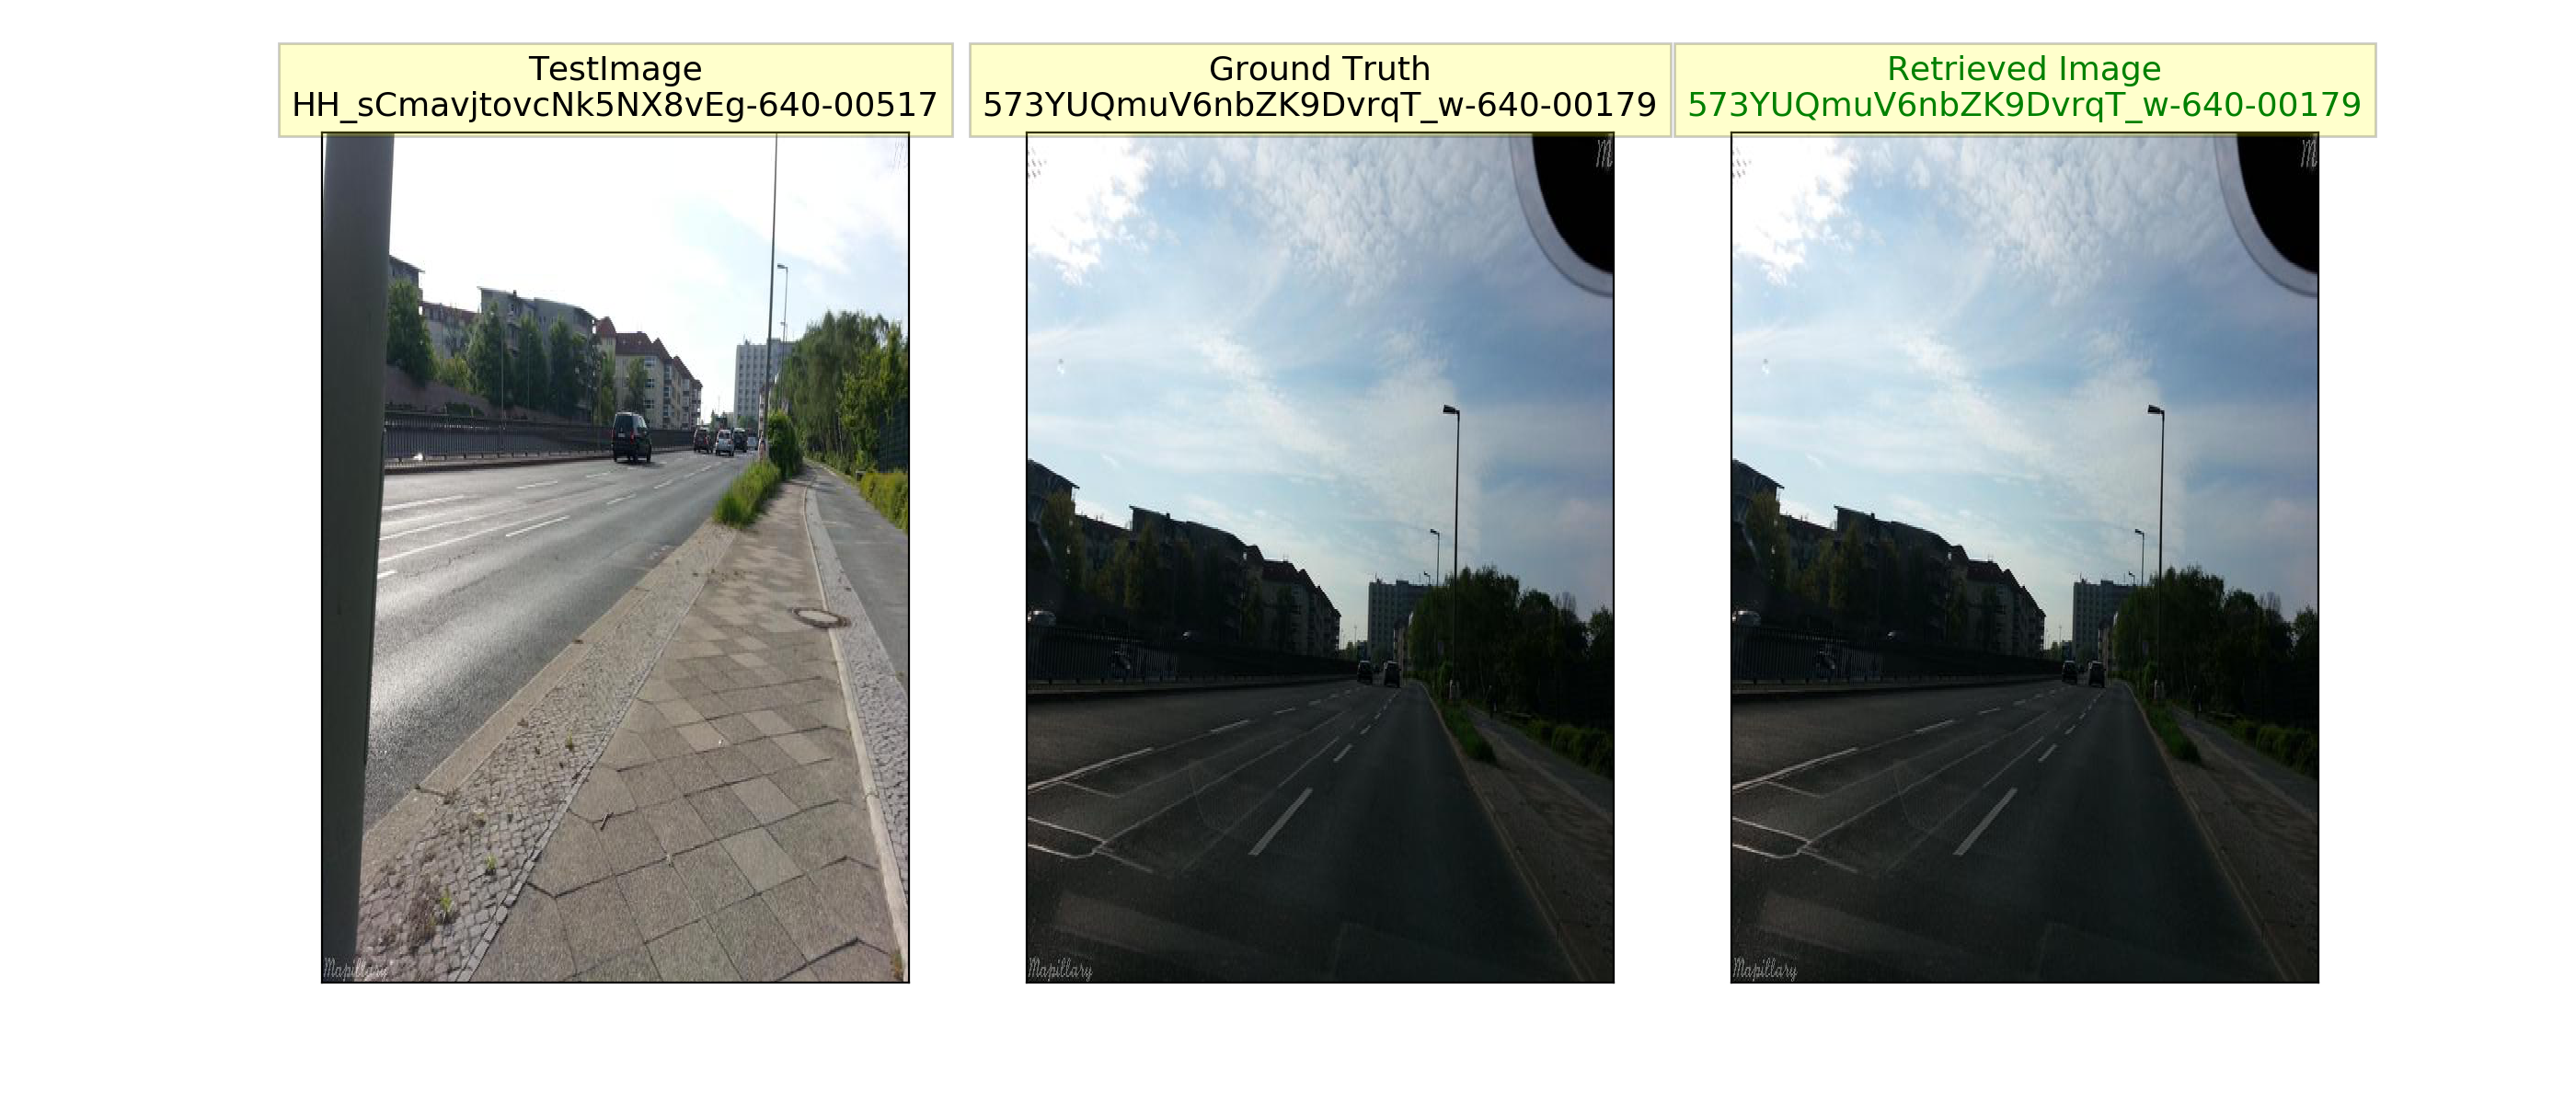 TestImage
HH_sCmavjtovcNk5NX8vEg-640-00517
Ground Truth
573YUQmuV6nbZK9DvrqT_w-640-00179
Retrieved Image
573YUQmuV6nbZK9DvrqT_w-640-00179
M
M
M
Mapillary
Mapillary
Mapillary